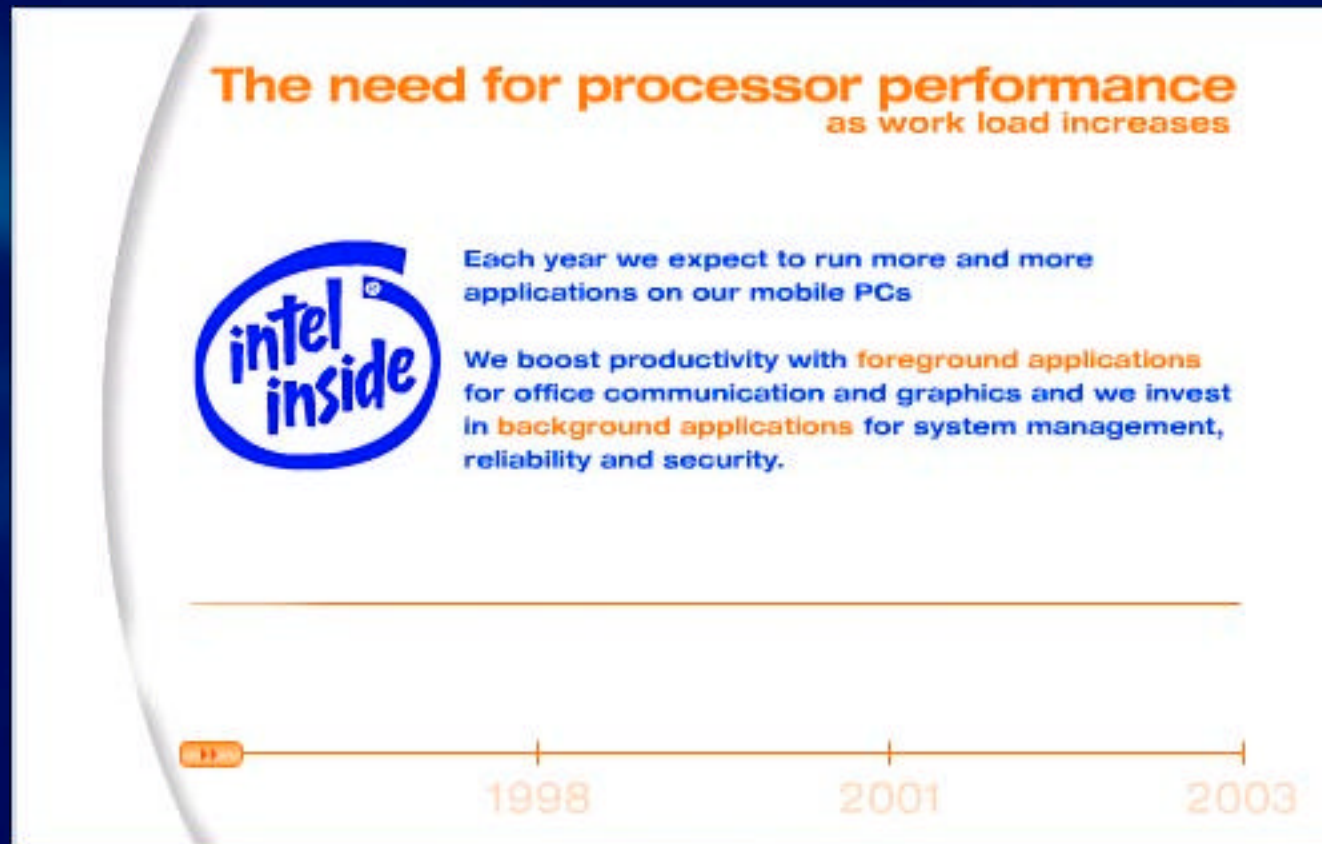 The need for processor performance
as work load increases
intel
inside
®
Each year we expect to run more and more
applications on our mobile PCs
We boost productivity with foreground applications
for office communication and graphics and we invest
in background applications for system management,
reliability and security.
1998
2001
2003